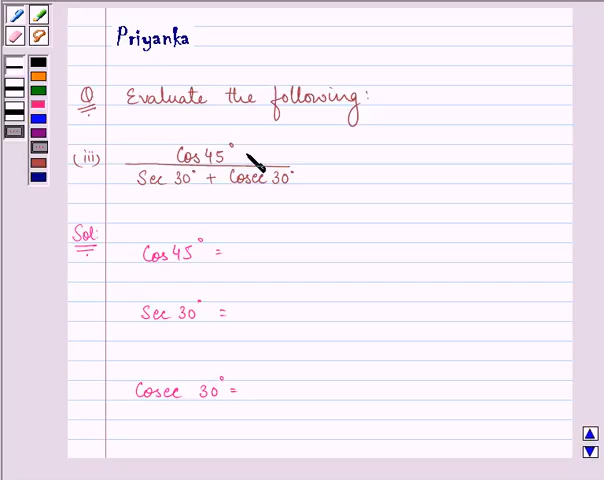 Priyanka
Q Evaluate the following:
(iii) Cos 45°
Sec 30° + Cosec 30°
Sol:
Cos 45° =
Sec 30° =
Cosec 30° =